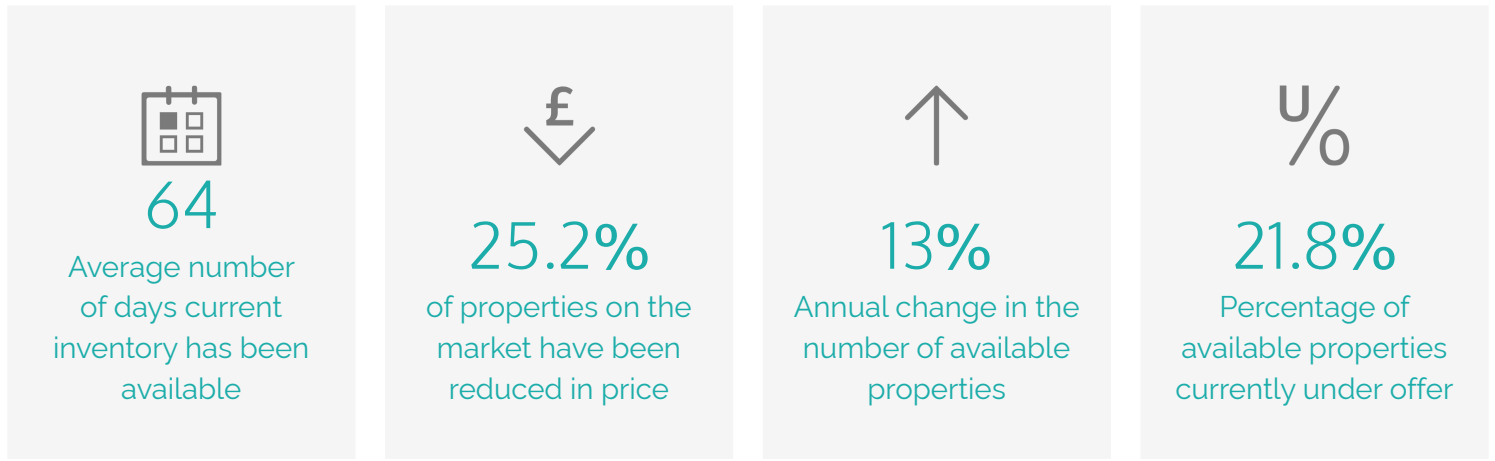 64
Average number
of days current
inventory has been
available
£
25.2%
of properties on the
market have been
reduced in price
13%
Annual change in the
number of available
properties
U/0
21.8%
Percentage of
available properties
currently under offer